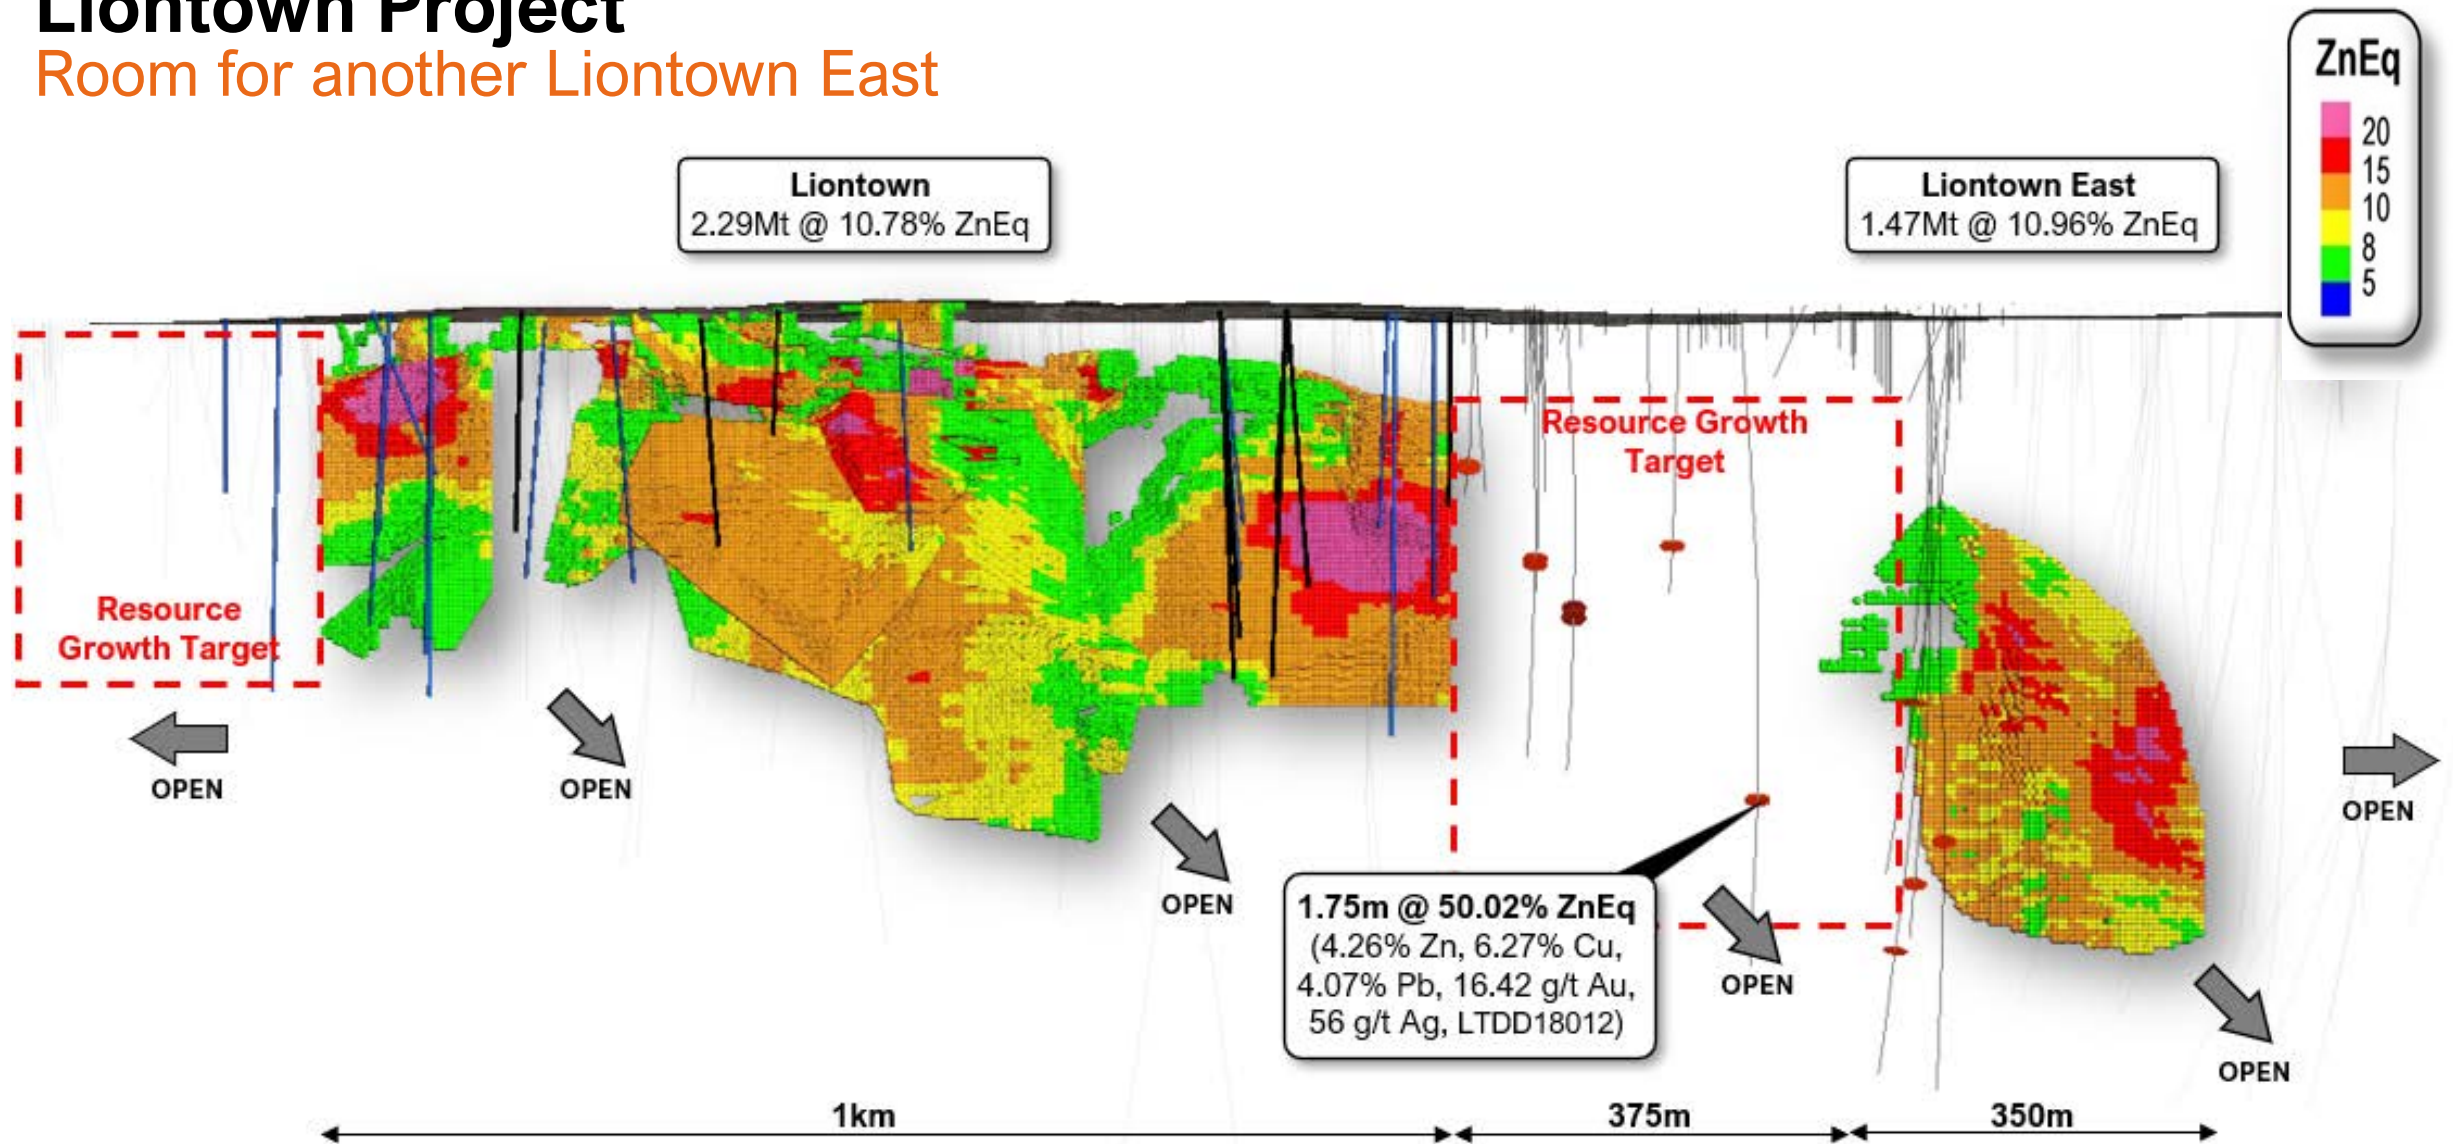 Liontown Project
Room for another Liontown East
ZnEq
20
15
10
8
5
Liontown
2.29Mt @ 10.78% ZnEq
Liontown East
1.47Mt @ 10.96% ZnEq
Resource Growth
Target
Resource
Growth Target
OPEN
OPEN
OPEN
OPEN
OPEN
OPEN
1.75m @ 50.02% ZnEq
(4.26% Zn, 6.27% Cu,
4.07% Pb, 16.42 g/t Au,
56 g/t Ag, LTDD18012)
1km
375m
350m